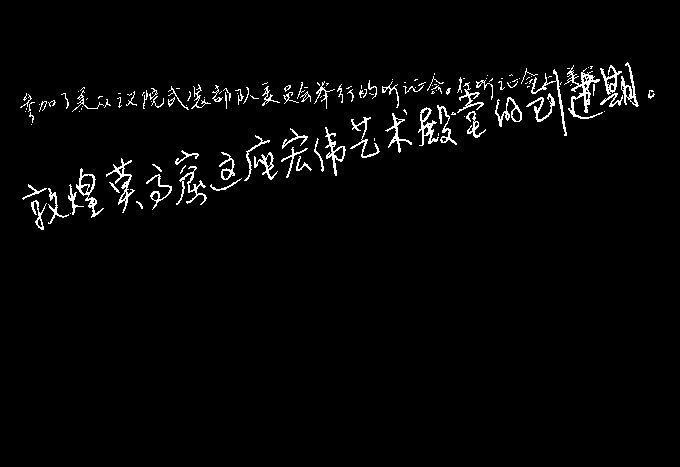 参加了美众议院武装部队委员会举行的听证会。在听证会上,美
敦煌莫高窟这座宏伟艺术殿堂的创建期。